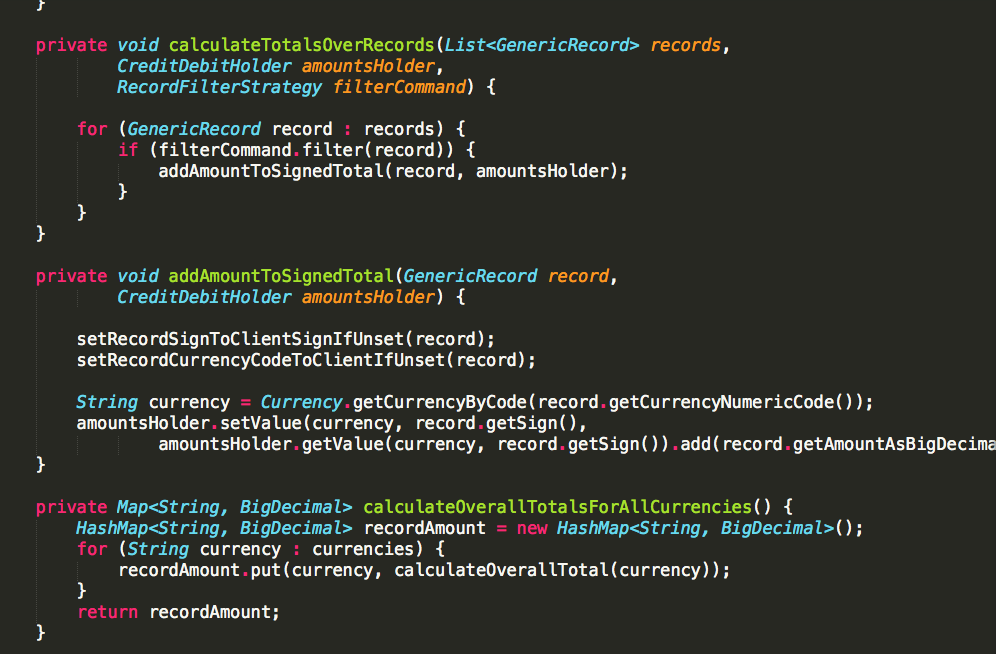 }
private void calculateTotalsOverRecords(List<GenericRecord> records,
        CreditDebitHolder amountsHolder,
        RecordFilterStrategy filterCommand) {
    for (GenericRecord record : records) {
        if (filterCommand.filter(record)) {
            addAmountToSignedTotal(record, amountsHolder);
        }
    }
}
private void addAmountToSignedTotal(GenericRecord record,
        CreditDebitHolder amountsHolder) {
    setRecordSignToClientSignIfUnset(record);
    setRecordCurrencyCodeToClientIfUnset(record);
    String currency = Currency.getCurrencyByCode(record.getCurrencyNumericCode());
    amountsHolder.setValue(currency, record.getSign(),
            amountsHolder.getValue(currency, record.getSign()).add(record.getAmountAsBigDecima
}
private Map<String, BigDecimal> calculateOverallTotalsForAllCurrencies() {
    HashMap<String, BigDecimal> recordAmount = new HashMap<String, BigDecimal>();
    for (String currency : currencies) {
        recordAmount.put(currency, calculateOverallTotal(currency));
    }
    return recordAmount;
}